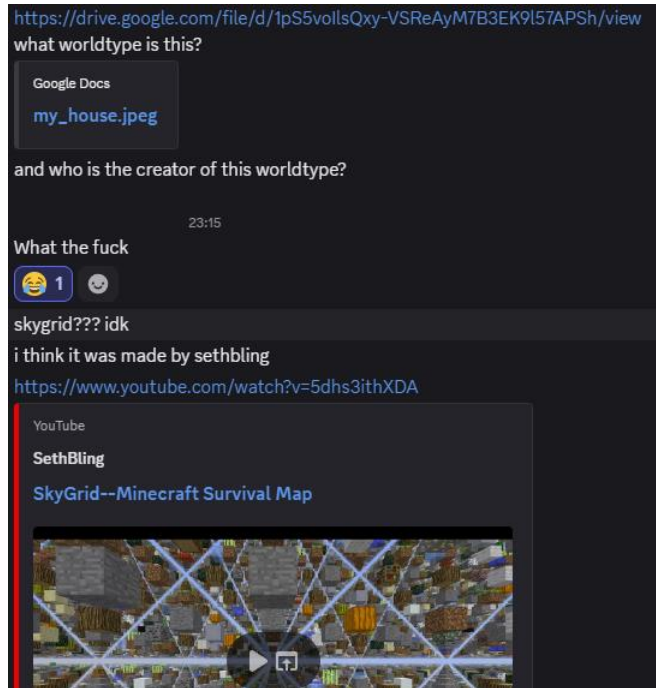 https://drive.google.com/file/d/1pS5voIlsQxy-VSReAyM7B3EK9l57APSh/view
what worldtype is this?
Google Docs
my_house.jpeg
and who is the creator of this worldtype?
23:15
What the fuck
1
skygrid??? idk
i think it was made by sethbling
https://www.youtube.com/watch?v=5dhs3ithXDA
YouTube
SethBling
SkyGrid--Minecraft Survival Map